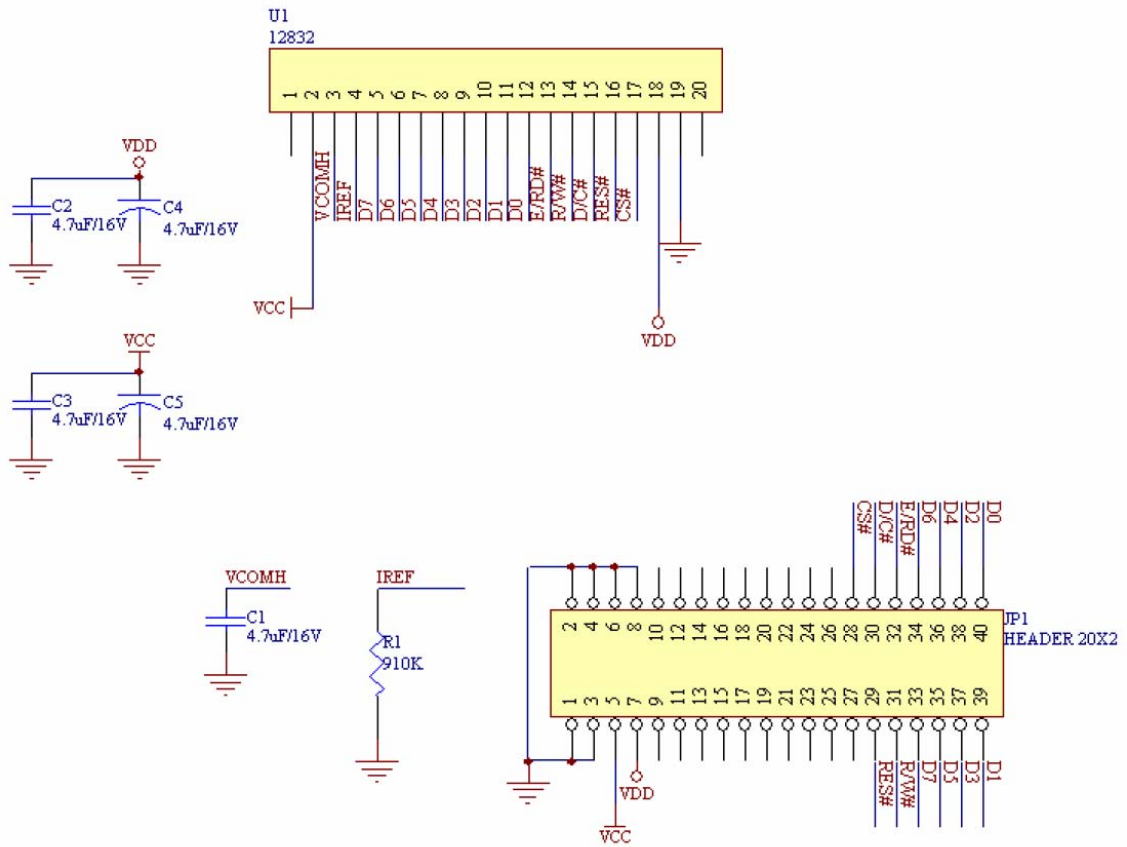 U1
12832
1 2 3 4 5 6 7 8 9 10 11 12 13 14 15 16 17 18 19 20
VCOMH IREF D7 D6 D5 D4 D3 D2 D1 D0 E/RD# R/W# D/C# RES# CS#
VCC
VDD
VDD
C2
4.7uF/16V
C4
4.7uF/16V
VCC
C3
4.7uF/16V
C5
4.7uF/16V
VCOMH
C1
4.7uF/16V
IREF
R1
910K
CS# D/C# E/RD# D6 D4 D2 D0
JP1
HEADER 20X2
2 4 6 8 10 12 14 16 18 20 22 24 26 28 30 32 34 36 38 40
1 3 5 7 9 11 13 15 17 19 21 23 25 27 29 31 33 35 37 39
RES# R/W# D7 D5 D3 D1
VDD
VCC